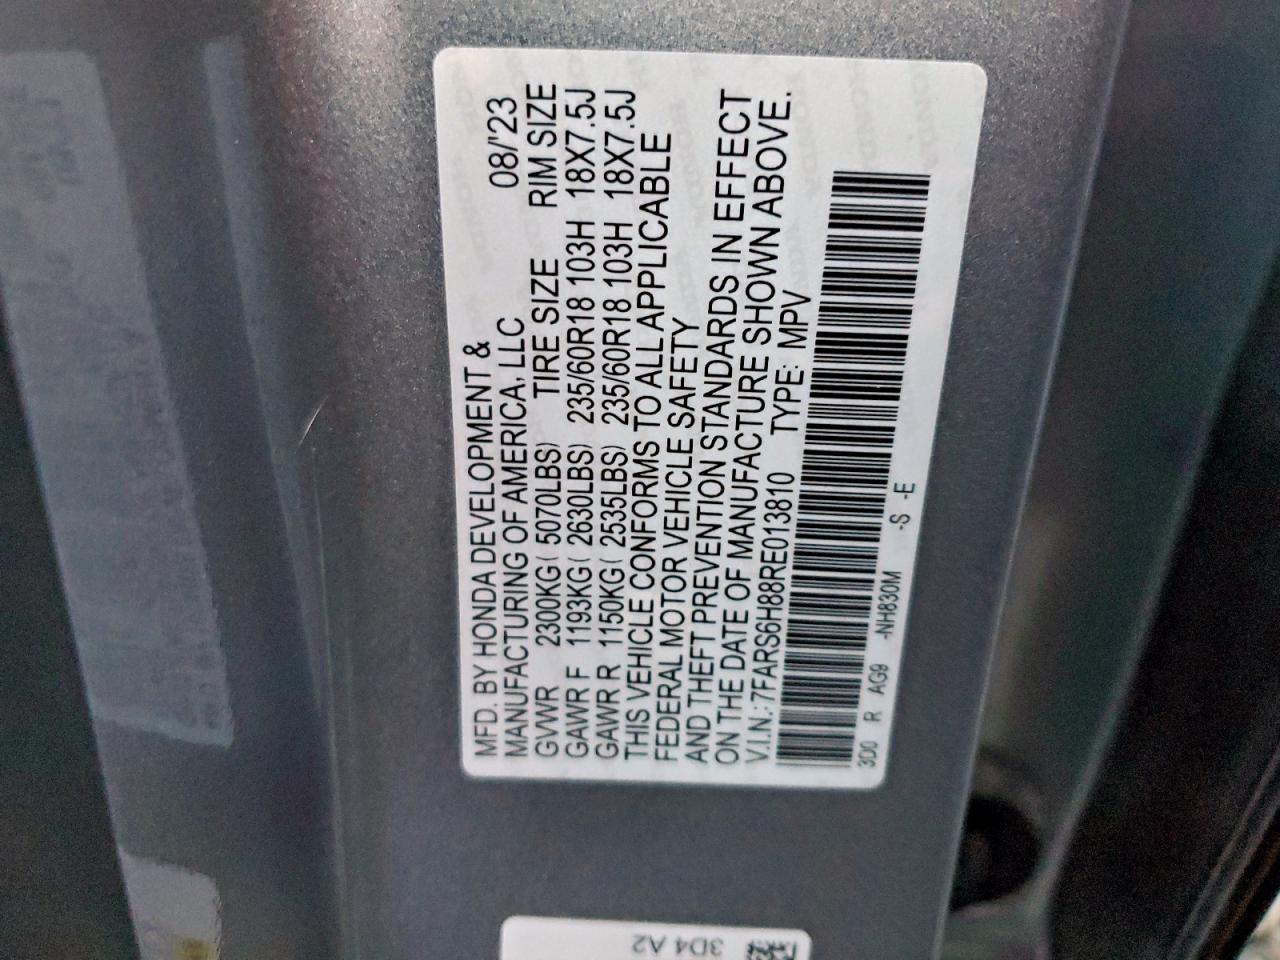 MFD. BY HONDA DEVELOPMENT &
MANUFACTURING OF AMERICA, LLC 08/'23
GVWR 2300KG ( 5070LBS) TIRE SIZE RIM SIZE
GAWR F 1193KG ( 2630LBS) 235/60R18 103H 18X7.5J
GAWR R 1150KG ( 2535LBS) 235/60R18 103H 18X7.5J
THIS VEHICLE CONFORMS TO ALL APPLICABLE
FEDERAL MOTOR VEHICLE SAFETY
AND THEFT PREVENTION STANDARDS IN EFFECT
ON THE DATE OF MANUFACTURE SHOWN ABOVE.
V.I.N.:7FARS6H88RE013810 TYPE: MPV
3D0 R AG9 -NH830M -S -E
3D4 A2